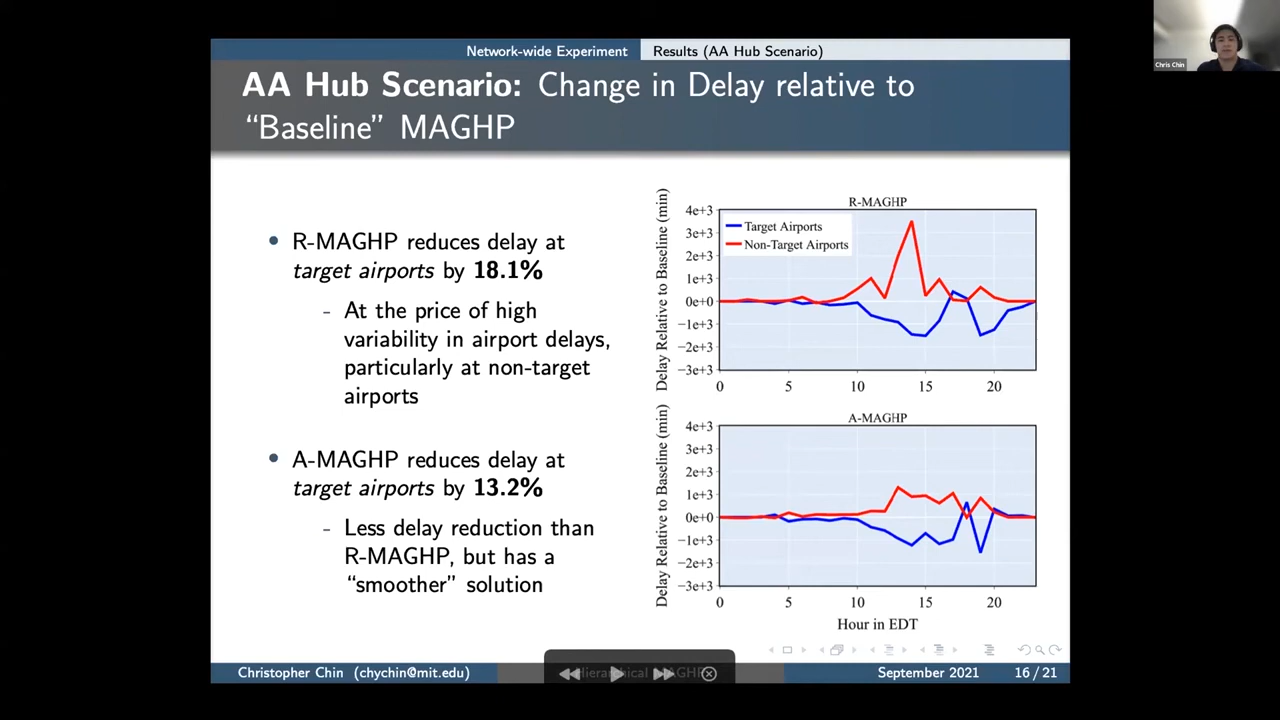 Network-wide Experiment
Results (AA Hub Scenario)
AA Hub Scenario: Change in Delay relative to
“Baseline” MAGHP
• R-MAGHP reduces delay at
target airports by 18.1%
- At the price of high
variability in airport delays,
particularly at non-target
airports
• A-MAGHP reduces delay at
target airports by 13.2%
- Less delay reduction than
R-MAGHP, but has a
“smoother” solution
R-MAGHP
Delay Relative to Baseline (min)
4e+3
3e+3
2e+3
1e+3
0e+0
−1e+3
−2e+3
−3e+3
Target Airports
Non-Target Airports
0 5 10 15 20
A-MAGHP
Delay Relative to Baseline (min)
4e+3
3e+3
2e+3
1e+3
0e+0
−1e+3
−2e+3
−3e+3
0 5 10 15 20
Hour in EDT
Christopher Chin (chychin@mit.edu)
Hierarchical MAGHP
September 2021
16 / 21
Chris Chin